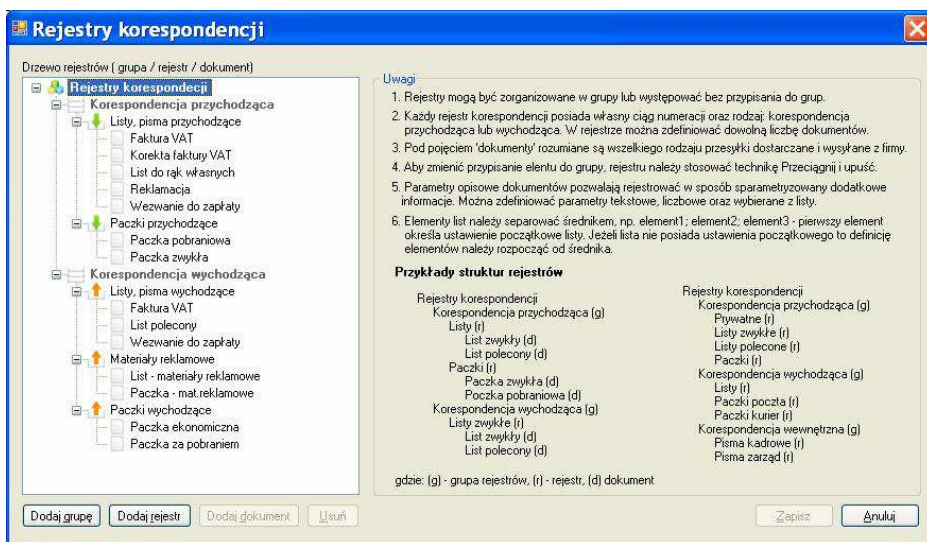 Rejestry korespondencji
Drzewo rejestrów ( grupa / rejestr / dokument)
Rejestry korespondecji
Korespondencja przychodząca
Listy, pisma przychodzące
Faktura VAT
Korekta faktury VAT
List do rąk własnych
Reklamacja
Wezwanie do zapłaty
Paczki przychodzące
Paczka pobraniowa
Paczka zwykła
Korespondencja wychodząca
Listy, pisma wychodzące
Faktura VAT
List polecony
Wezwanie do zapłaty
Materiały reklamowe
List - materiały reklamowe
Paczka - mat.reklamowe
Paczki wychodzące
Paczka ekonomiczna
Paczka za pobraniem
Uwagi
1. Rejestry mogą być zorganizowane w grupy lub występować bez przypisania do grup.
2. Każdy rejestr korespondencji posiada własny ciąg numeracji oraz rodzaj: korespondencja
przychodząca lub wychodząca. W rejestrze można zdefiniować dowolną liczbę dokumentów.
3. Pod pojęciem 'dokumenty' rozumiane są wszelkiego rodzaju przesyłki dostarczane i wysyłane z firmy.
4. Aby zmienić przypisanie elentu do grupy, rejestru należy stosować technikę Przeciągnij i upuść.
5. Parametry opisowe dokumentów pozwalają rejestrować w sposób sparametryzowany dodatkowe
informacje. Można zdefiniować parametry tekstowe, liczbowe oraz wybierane z listy.
6. Elementy list należy separować średnikem, np. element1; element2; element3 - pierwszy element
określa ustawienie początkowe listy. Jeżeli lista nie posiada ustawienia początkowego to definicję
elementów należy rozpocząć od średnika.
Przykłady struktur rejestrów
Rejestry korespondencji
Korespondencja przychodząca (g)
Listy (r)
List zwykły (d)
List polecony (d)
Paczki (r)
Paczka zwykła (d)
Poczka pobraniowa (d)
Korespondencja wychodząca (g)
Listy zwykłe (r)
List zwykły (d)
List polecony (d)
Rejestry korespondencji
Korespondencja przychodząca (g)
Prywatne (r)
Listy zwykłe (r)
Listy polecone (r)
Paczki (r)
Korespondencja wychodząca (g)
Listy (r)
Paczki poczta (r)
Paczki kurier (r)
Korespondencja wewnętrzna (g)
Pisma kadrowe (r)
Pisma zarząd (r)
gdzie: (g) - grupa rejestrów, (r) - rejestr, (d) dokument
Dodaj grupę
Dodaj rejestr
Dodaj dokument
Usuń
Zapisz
Anuluj